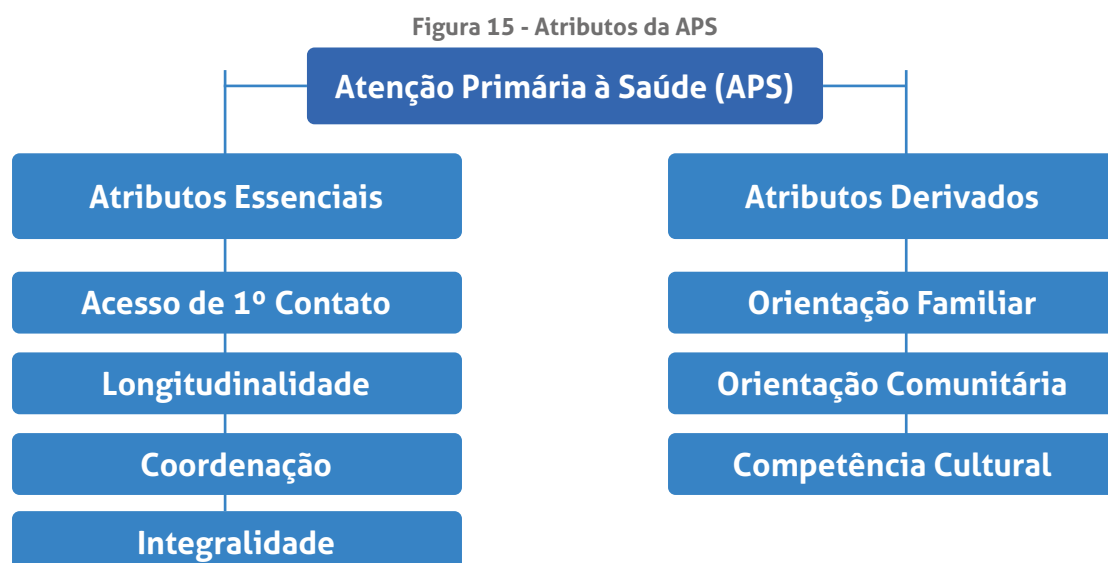 Figura 15 - Atributos da APS
Atenção Primária à Saúde (APS)
Atributos Essenciais
Acesso de 1º Contato
Longitudinalidade
Coordenação
Integralidade
Atributos Derivados
Orientação Familiar
Orientação Comunitária
Competência Cultural